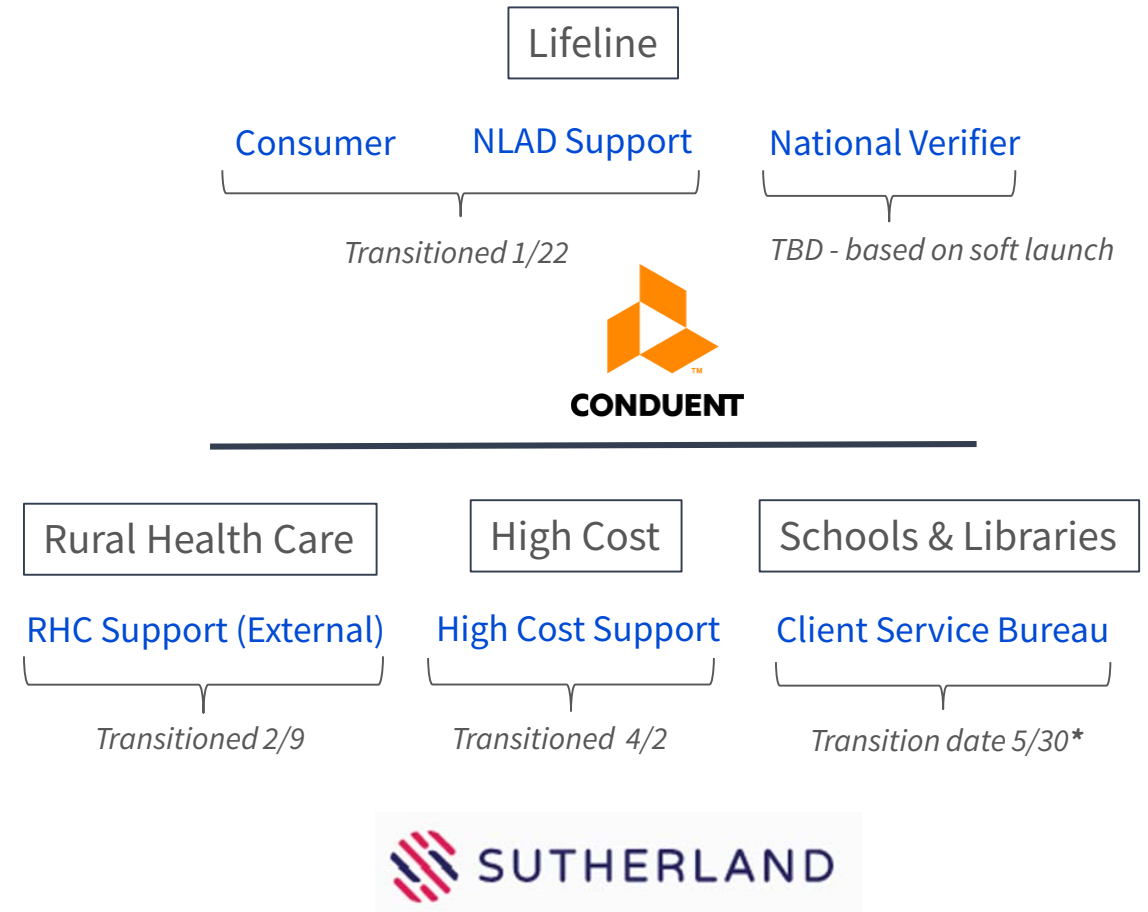 Lifeline
Consumer NLAD Support National Verifier
Transitioned 1/22 TBD - based on soft launch
TM
CONDUENT
Rural Health Care High Cost Schools & Libraries
RHC Support (External) High Cost Support Client Service Bureau
Transitioned 2/9 Transitioned 4/2 Transition date 5/30*
SUTHERLAND